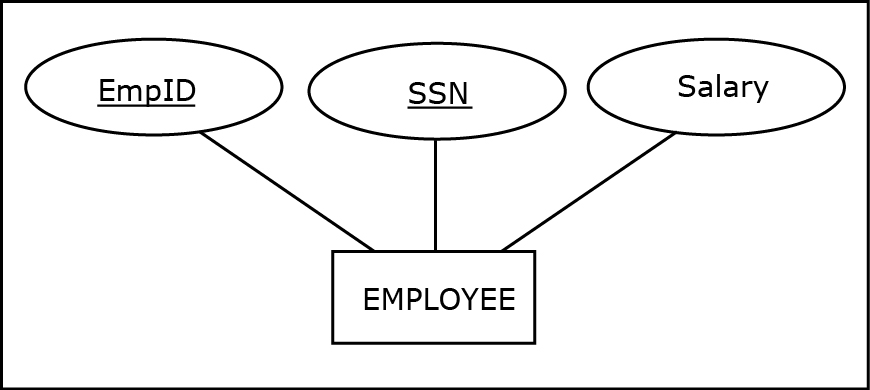 EmpID
SSN
Salary
EMPLOYEE